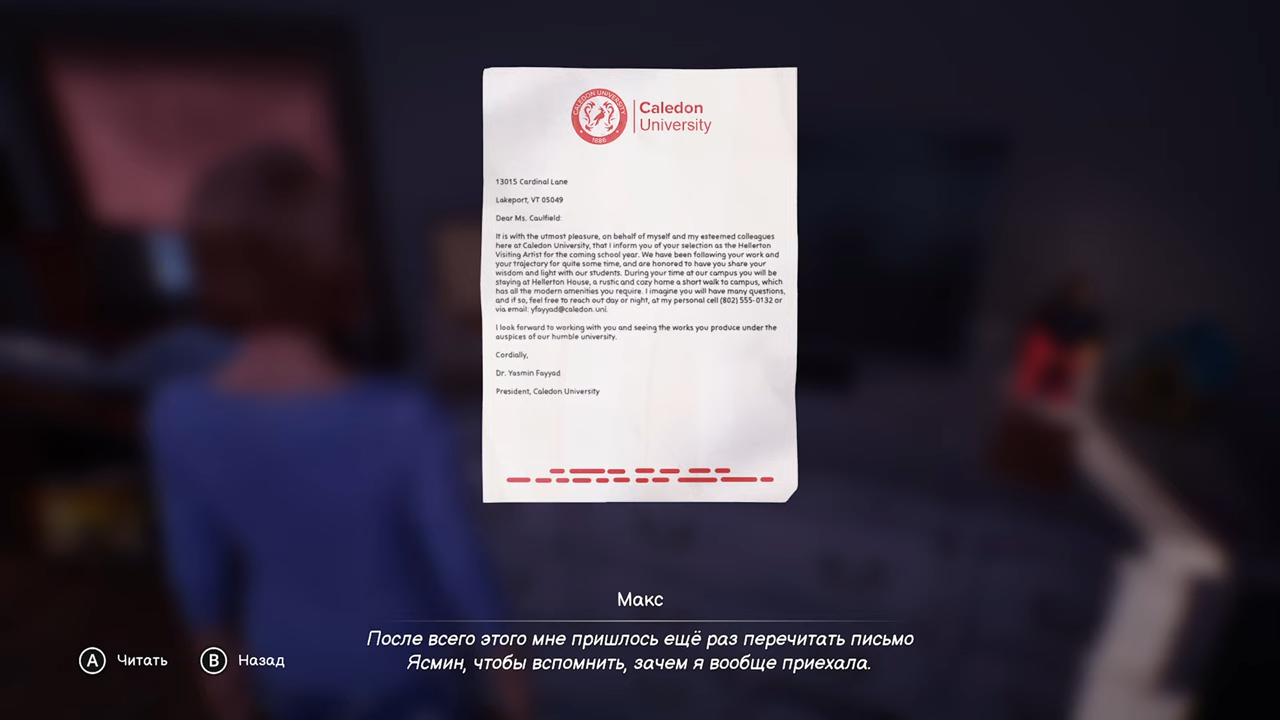 CALEDON UNIVERSITY
1886
Caledon
University
13015 Cardinal Lane
Lakeport, VT 05049
Dear Ms. Caulfield:
It is with the utmost pleasure, on behalf of myself and my esteemed colleagues
here at Caledon University, that I inform you of your selection as the Hellerton
Visiting Artist for the coming school year. We have been following your work and
your trajectory for quite some time, and are honored to have you share your
wisdom and light with our students. During your time at our campus you will be
staying at Hellerton House, a rustic and cozy home a short walk to campus, which
has all the modern amenities you require. I imagine you will have many questions,
and if so, feel free to reach out day or night, at my personal cell (802) 555-0132 or
via email: yfayyad@caledon.uni.
I look forward to working with you and seeing the works you produce under the
auspices of our humble university.
Cordially,
Dr. Yasmin Fayyad
President, Caledon University
Макс
После всего этого мне пришлось ещё раз перечитать письмо
Ясмин, чтобы вспомнить, зачем я вообще приехала.
A Читать B Назад